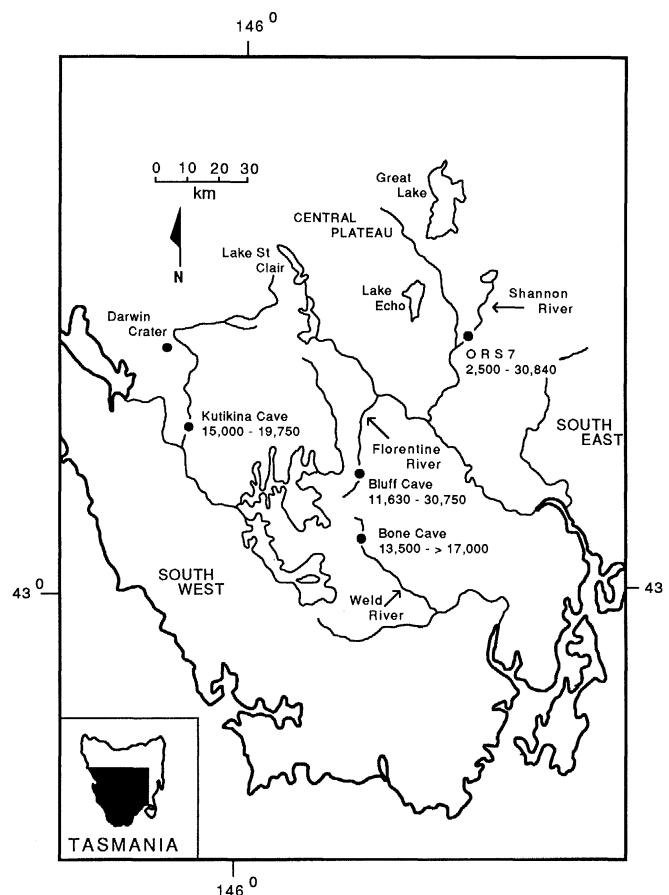 146 0
0 10 20 30
km
N
Great
Lake
CENTRAL
PLATEAU
Lake St
Clair
Lake
Echo
Shannon
River
Darwin
Crater
O R S 7
2,500 - 30,840
Kutikina Cave
15,000 - 19,750
SOUTH
EAST
Florentine
River
Bluff Cave
11,630 - 30,750
Bone Cave
13,500 - > 17,000
SOUTH
WEST
43 0
43
Weld
River
TASMANIA
146 0